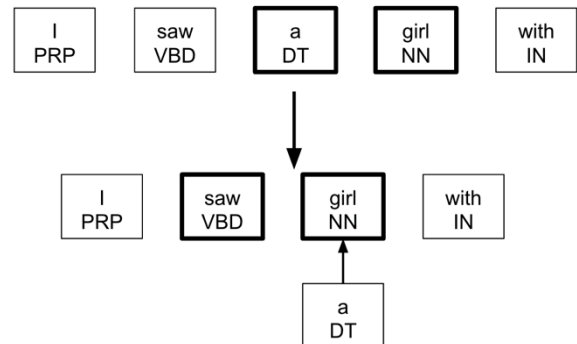 I saw a girl with
PRP VBD DT NN IN
I saw girl with
PRP VBD NN IN
a
DT